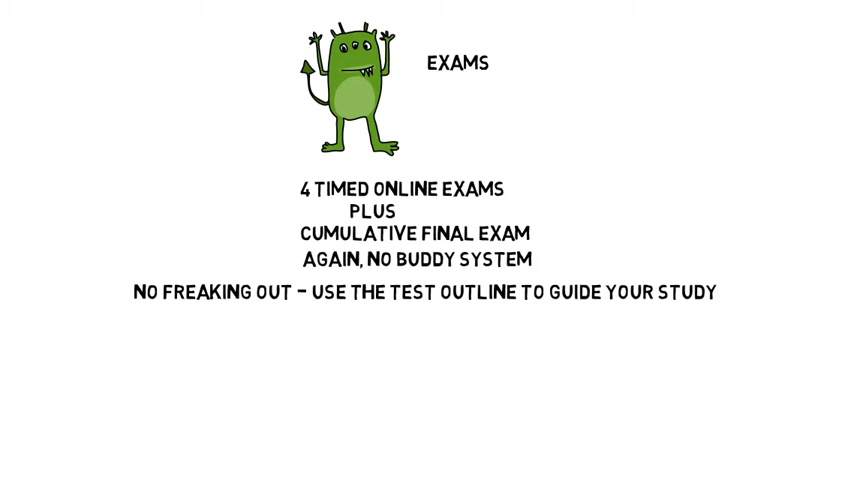 EXAMS
4 TIMED ONLINE EXAMS
PLUS
CUMULATIVE FINAL EXAM
AGAIN, NO BUDDY SYSTEM
NO FREAKING OUT - USE THE TEST OUTLINE TO GUIDE YOUR STUDY